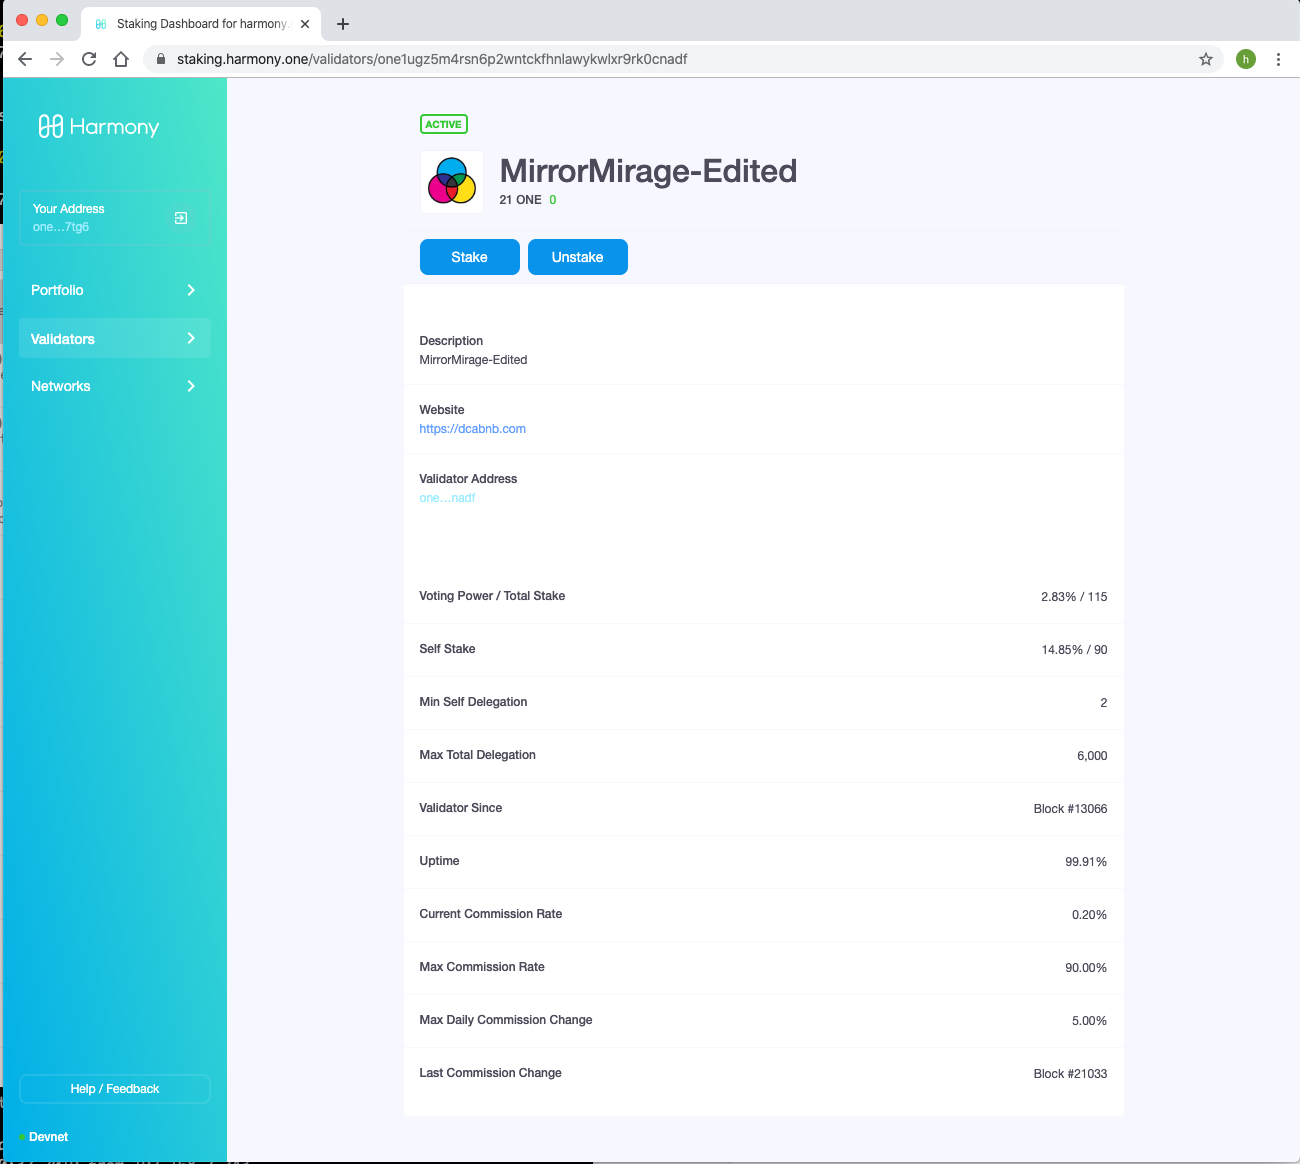 Staking Dashboard for harmony.
staking.harmony.one/validators/one1ugz5m4rsn6p2wntckfhnlawykwlxr9rk0cnadf
h
Harmony
Your Address
one...7tg6
Portfolio
Validators
Networks
Help / Feedback
Devnet
ACTIVE
MirrorMirage-Edited
21 ONE 0
Stake Unstake
Description
MirrorMirage-Edited
Website
https://dcabnb.com
Validator Address
one...nadf
Voting Power / Total Stake 2.83% / 115
Self Stake 14.85% / 90
Min Self Delegation 2
Max Total Delegation 6,000
Validator Since Block #13066
Uptime 99.91%
Current Commission Rate 0.20%
Max Commission Rate 90.00%
Max Daily Commission Change 5.00%
Last Commission Change Block #21033